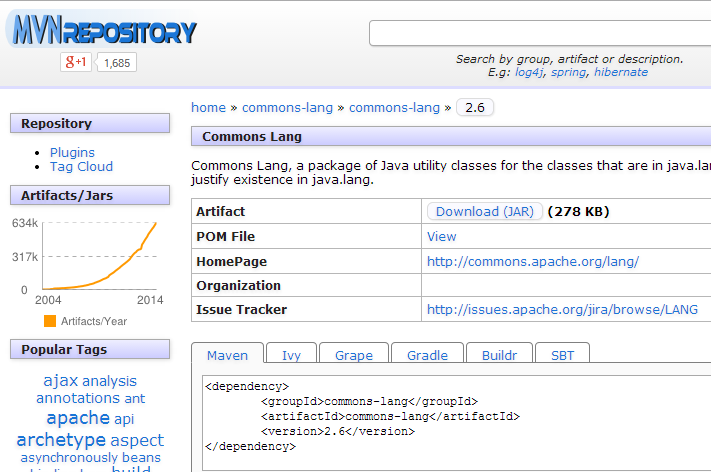 MVNREPOSITORY
g+1 1,685
Search by group, artifact or description.
E.g: log4j, spring, hibernate
Repository
Plugins
Tag Cloud
Artifacts/Jars
634k
317k
0
2004 2014
Artifacts/Year
Popular Tags
ajax analysis
annotations ant
apache api
archetype aspect
asynchronously beans
build
home » commons-lang » commons-lang » 2.6
Commons Lang
Commons Lang, a package of Java utility classes for the classes that are in java.
justify existence in java.lang.
Artifact Download (JAR) (278 KB)
POM File View
HomePage http://commons.apache.org/lang/
Organization
Issue Tracker http://issues.apache.org/jira/browse/LANG
Maven Ivy Grape Gradle Buildr SBT
<dependency>
<groupId>commons-lang</groupId>
<artifactId>commons-lang</artifactId>
<version>2.6</version>
</dependency>